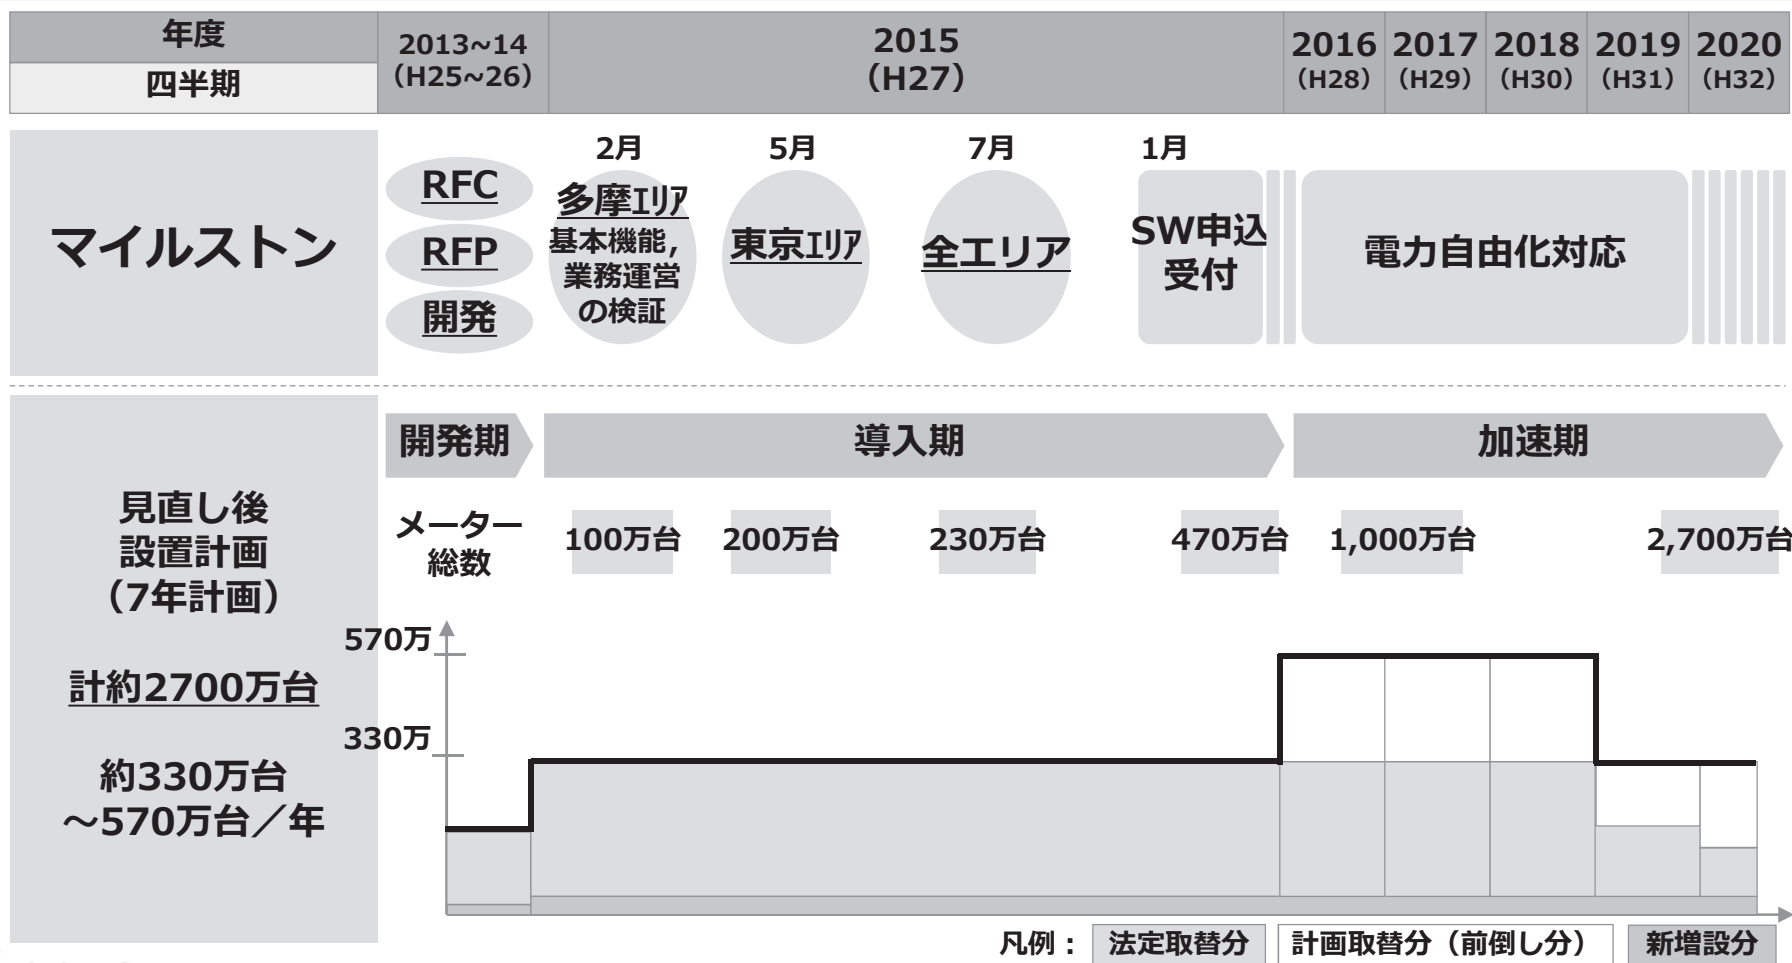 年度
四半期
2013~14
（H25~26）
2015
（H27）
2016
（H28）
2017
（H29）
2018
（H30）
2019
（H31）
2020
（H32）
マイルストン
RFC
RFP
開発
2月
多摩ｴﾘｱ
基本機能,
業務運営
の検証
5月
東京ｴﾘｱ
7月
全エリア
1月
SW申込
受付
電力自由化対応
見直し後
設置計画
（7年計画）
計約2700万台
約330万台
～570万台／年
開発期
導入期
加速期
メーター
総数
100万台
200万台
230万台
470万台
1,000万台
2,700万台
570万
330万
凡例：
法定取替分
計画取替分（前倒し分）
新増設分